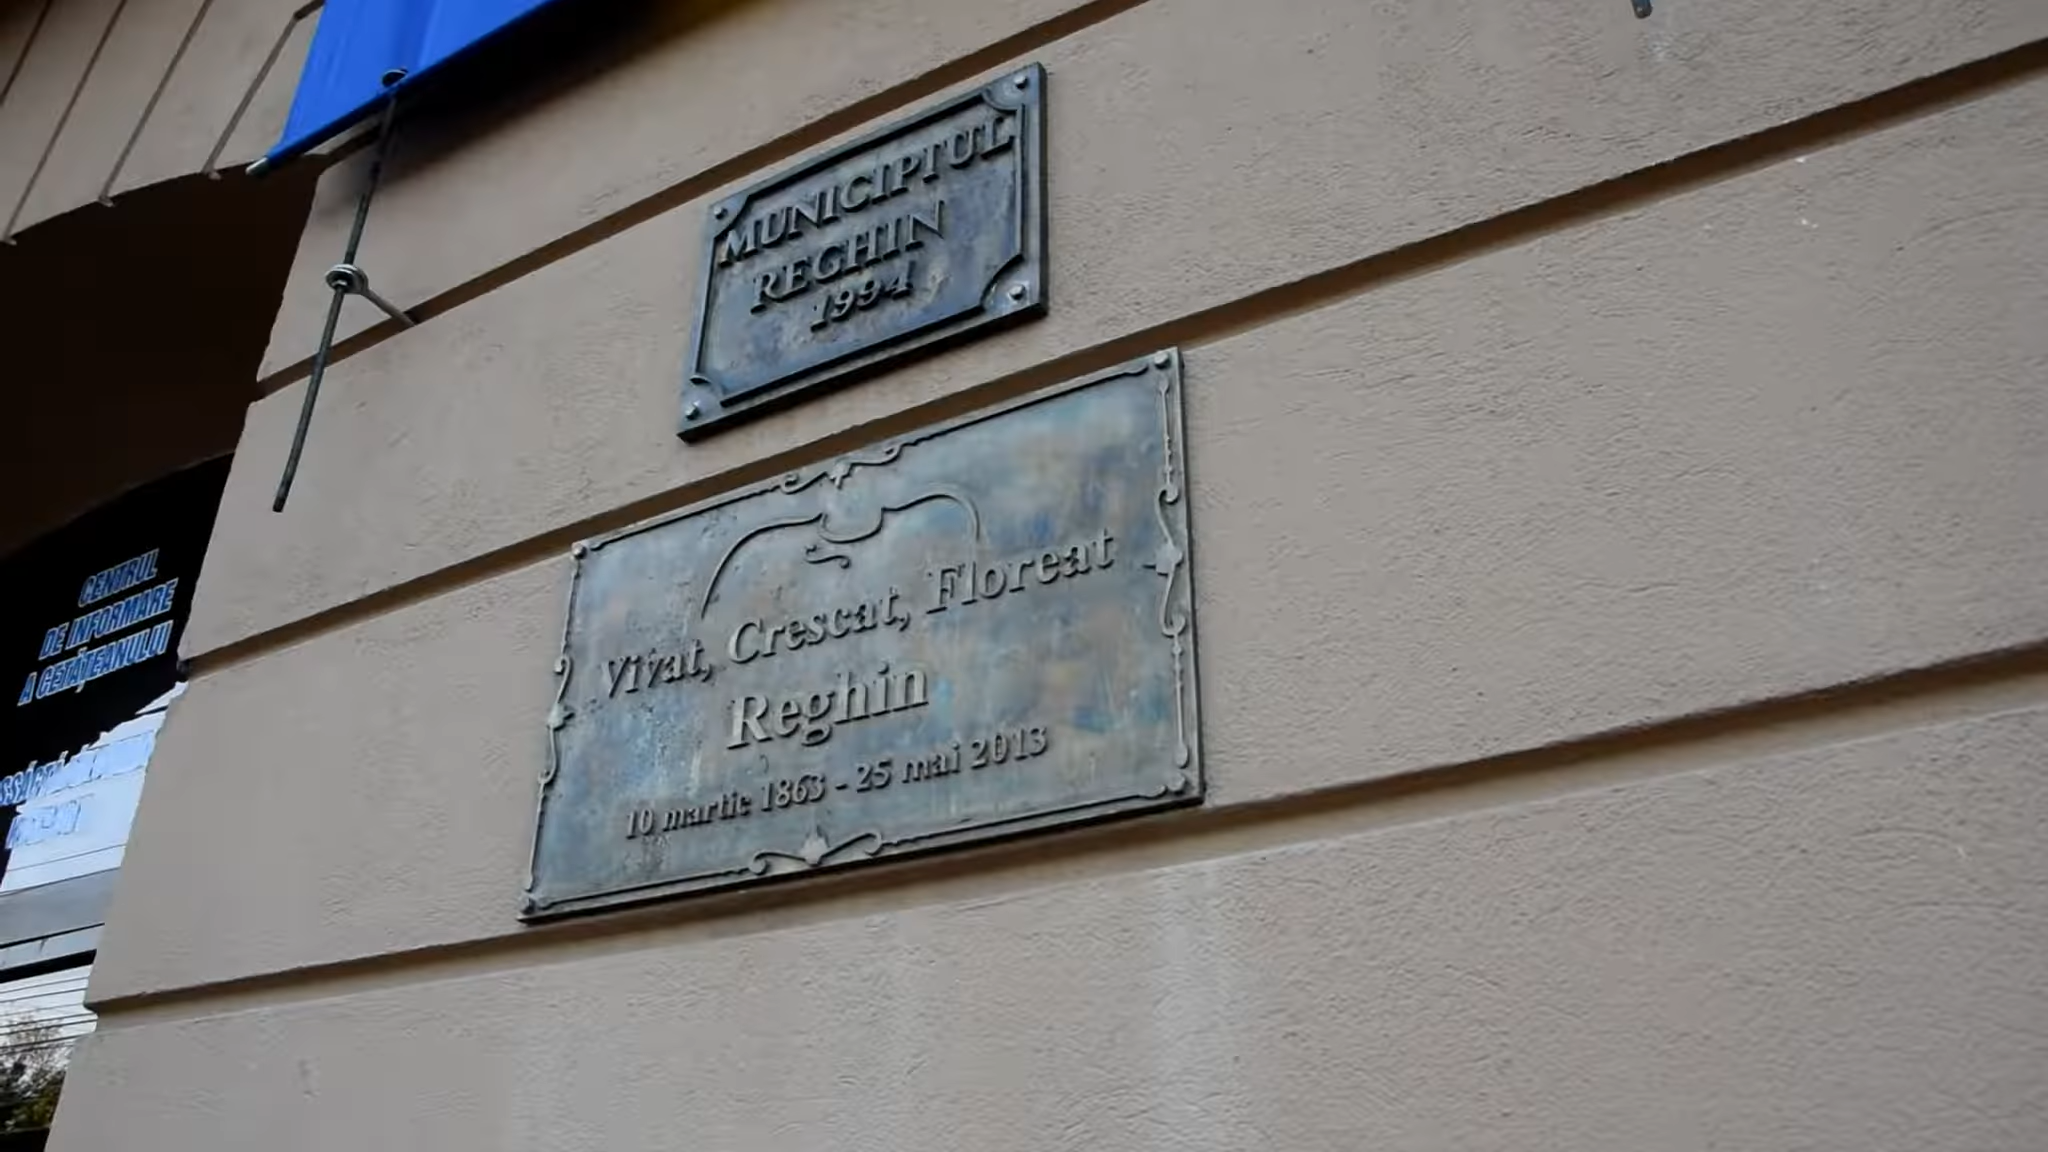 MUNICIPIUL
REGHIN
1994
Vivat, Crescat, Floreat
Reghin
10 martie 1863 - 25 mai 2013
CENTRUL
DE INFORMARE
A CETĂȚEANULUI